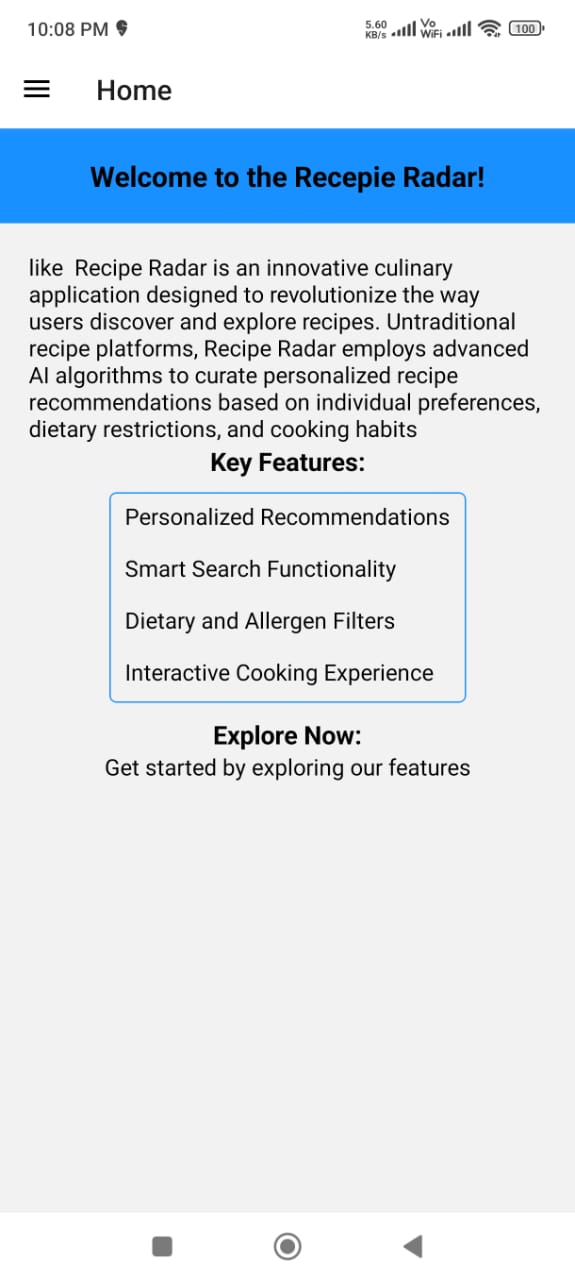 10:08 PM
5.60 KB/s Vo WiFi 100
Home
Welcome to the Recepie Radar!
like  Recipe Radar is an innovative culinary
application designed to revolutionize the way
users discover and explore recipes. Untraditional
recipe platforms, Recipe Radar employs advanced
AI algorithms to curate personalized recipe
recommendations based on individual preferences,
dietary restrictions, and cooking habits
Key Features:
Personalized Recommendations
Smart Search Functionality
Dietary and Allergen Filters
Interactive Cooking Experience
Explore Now:
Get started by exploring our features